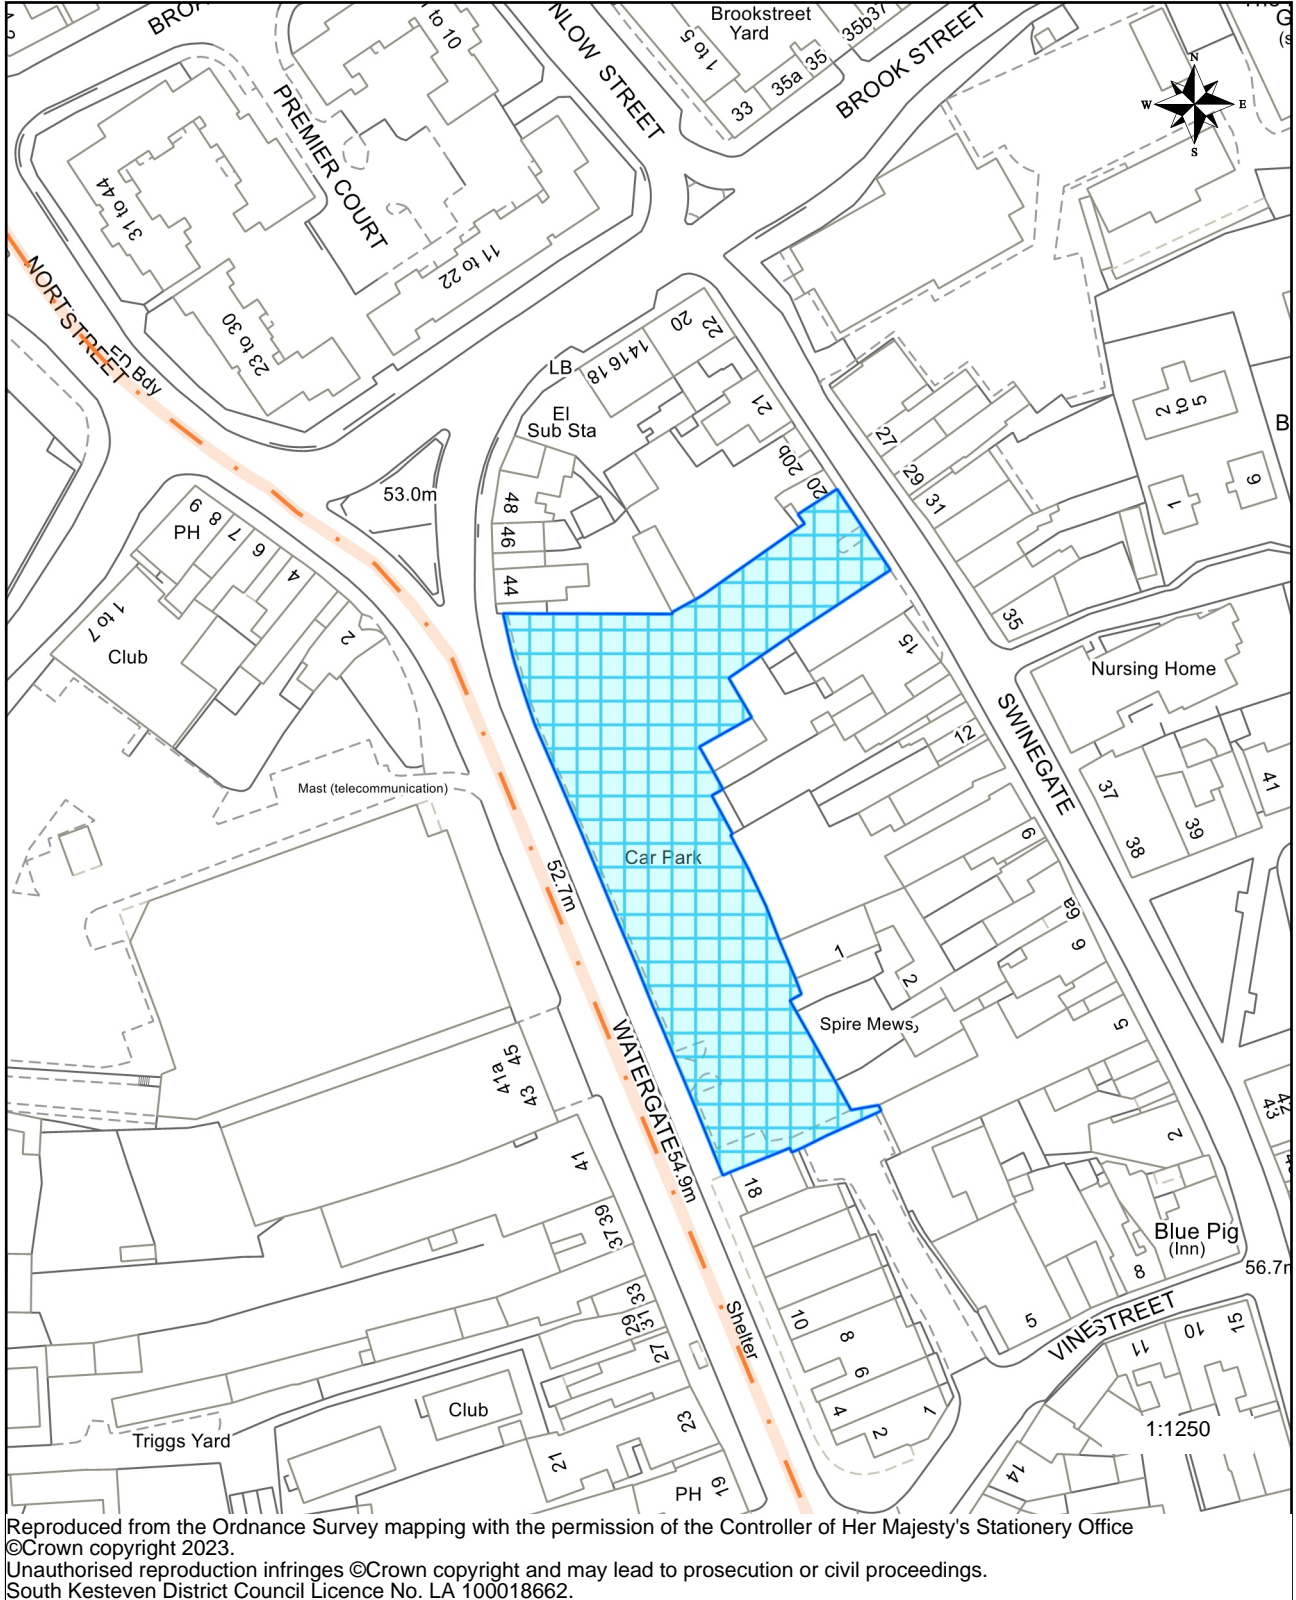 BRO
1 to 10
NLOW STREET
Brookstreet
Yard
1 to 5
33
35a
35
35b37
BROOK STREET
G
(s
N
W
E
S
PREMIER COURT
31 to 44
11 to 22
23 to 30
NORTSTREET
ED Bdy
LB
14 16 18
20
22
21
20b
20
El
Sub Sta
48
46
44
53.0m
27
29
31
35
2 to 5
1
6
B
9
8
7
6
4
2
PH
1 to 7
Club
15
12
Nursing Home
SWINEGATE
37
38
39
41
Mast (telecommunication)
Car Park
52.7m
9
6a
6
5
2
1
2
Spire Mews
WATERGATE
54.9m
45
43
41a
41
37 39
33
31
29
27
23
21
19
PH
18
10
8
6
4
2
1
Shelter
Club
Triggs Yard
Blue Pig
(Inn)
8
5
VINESTREET
56.7m
42
43
15
10
11
14
1:1250
Reproduced from the Ordnance Survey mapping with the permission of the Controller of Her Majesty's Stationery Office
©Crown copyright 2023.
Unauthorised reproduction infringes ©Crown copyright and may lead to prosecution or civil proceedings.
South Kesteven District Council Licence No. LA 100018662.